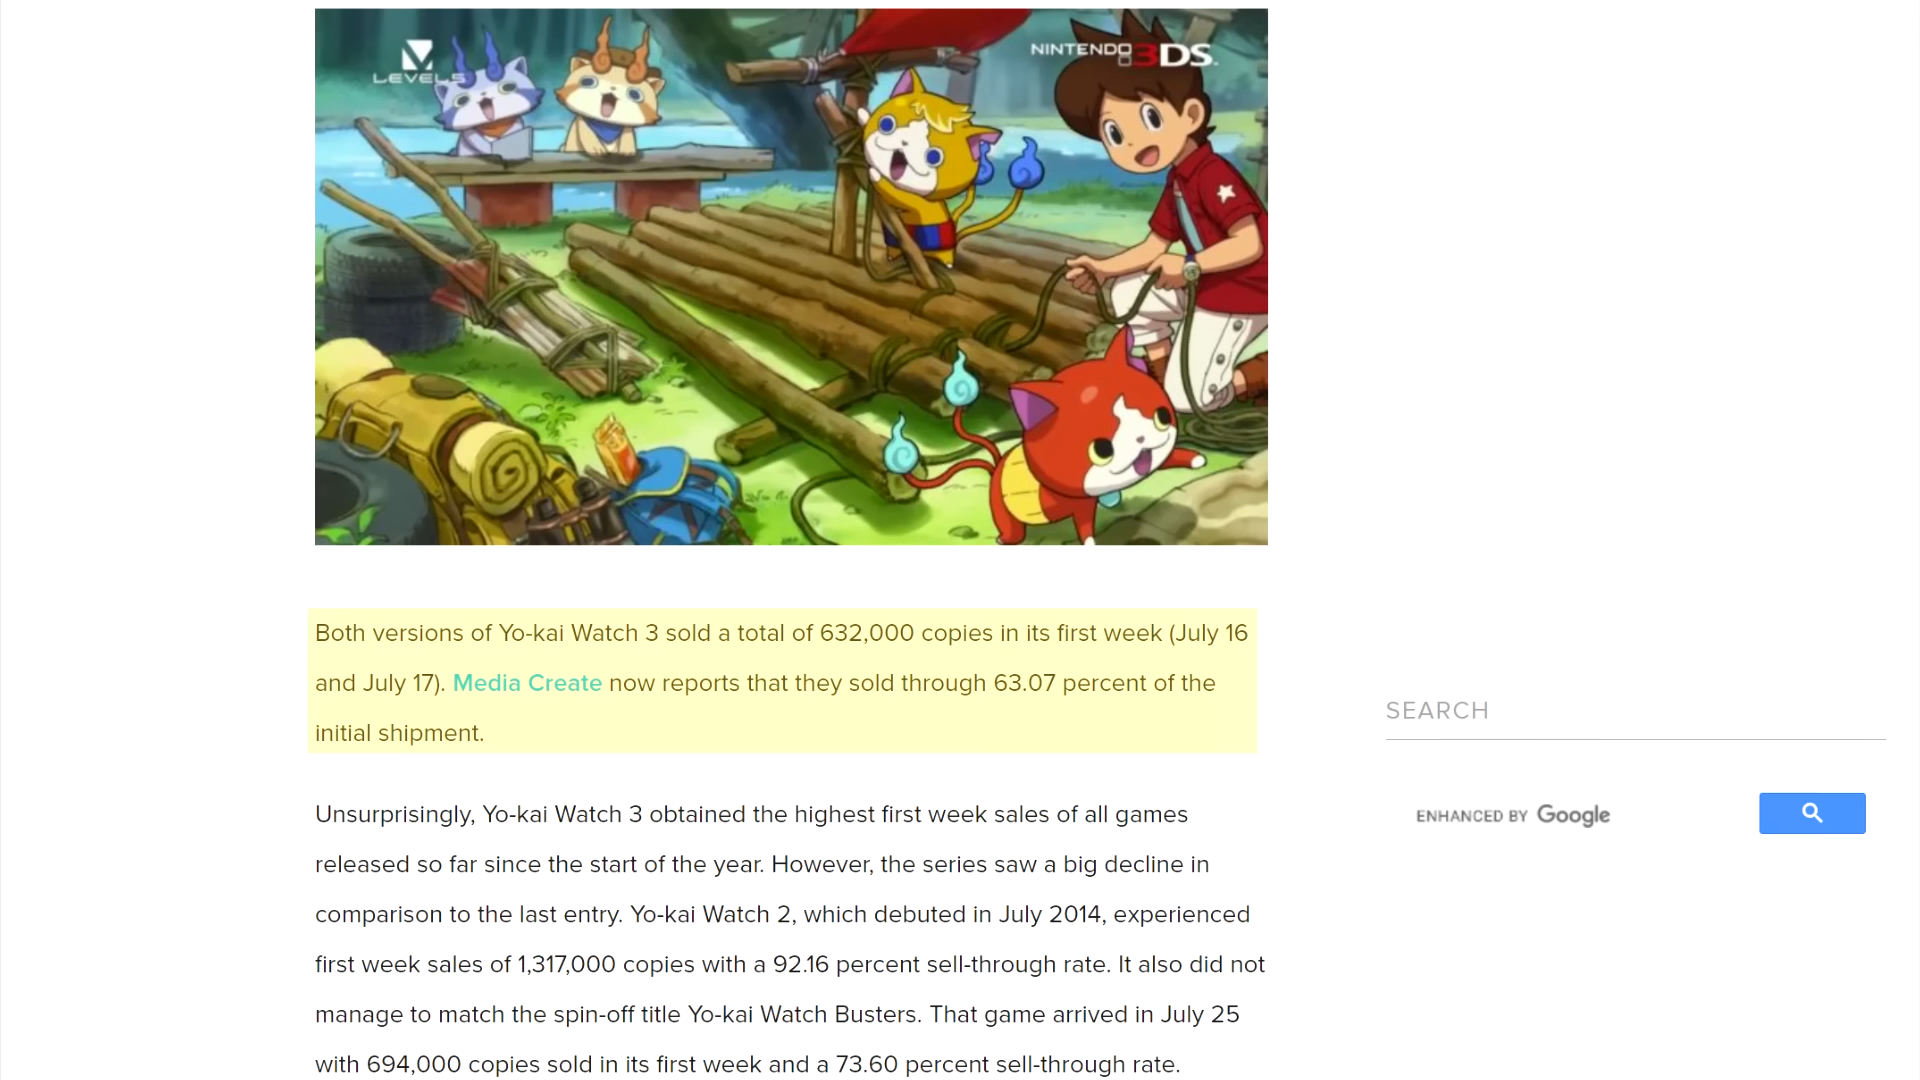 LEVEL5
NINTENDO 3DS
Both versions of Yo-kai Watch 3 sold a total of 632,000 copies in its first week (July 16
and July 17). Media Create now reports that they sold through 63.07 percent of the
initial shipment.
SEARCH
ENHANCED BY Google
Unsurprisingly, Yo-kai Watch 3 obtained the highest first week sales of all games
released so far since the start of the year. However, the series saw a big decline in
comparison to the last entry. Yo-kai Watch 2, which debuted in July 2014, experienced
first week sales of 1,317,000 copies with a 92.16 percent sell-through rate. It also did not
manage to match the spin-off title Yo-kai Watch Busters. That game arrived in July 25
with 694,000 copies sold in its first week and a 73.60 percent sell-through rate.